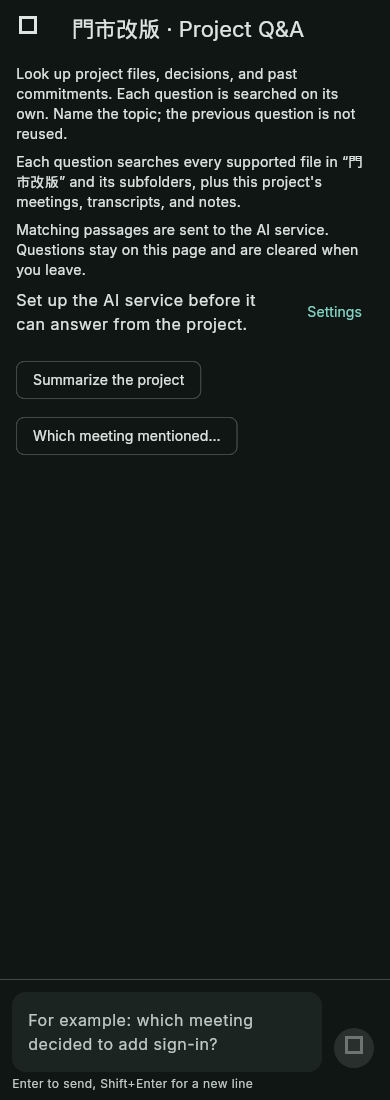 門市改版 · Project Q&A
Look up project files, decisions, and past
commitments. Each question is searched on its
own. Name the topic; the previous question is not
reused.
Each question searches every supported file in “門
市改版” and its subfolders, plus this project's
meetings, transcripts, and notes.
Matching passages are sent to the AI service.
Questions stay on this page and are cleared when
you leave.
Set up the AI service before it
can answer from the project.
Settings
Summarize the project
Which meeting mentioned...
For example: which meeting
decided to add sign-in?
Enter to send, Shift+Enter for a new line